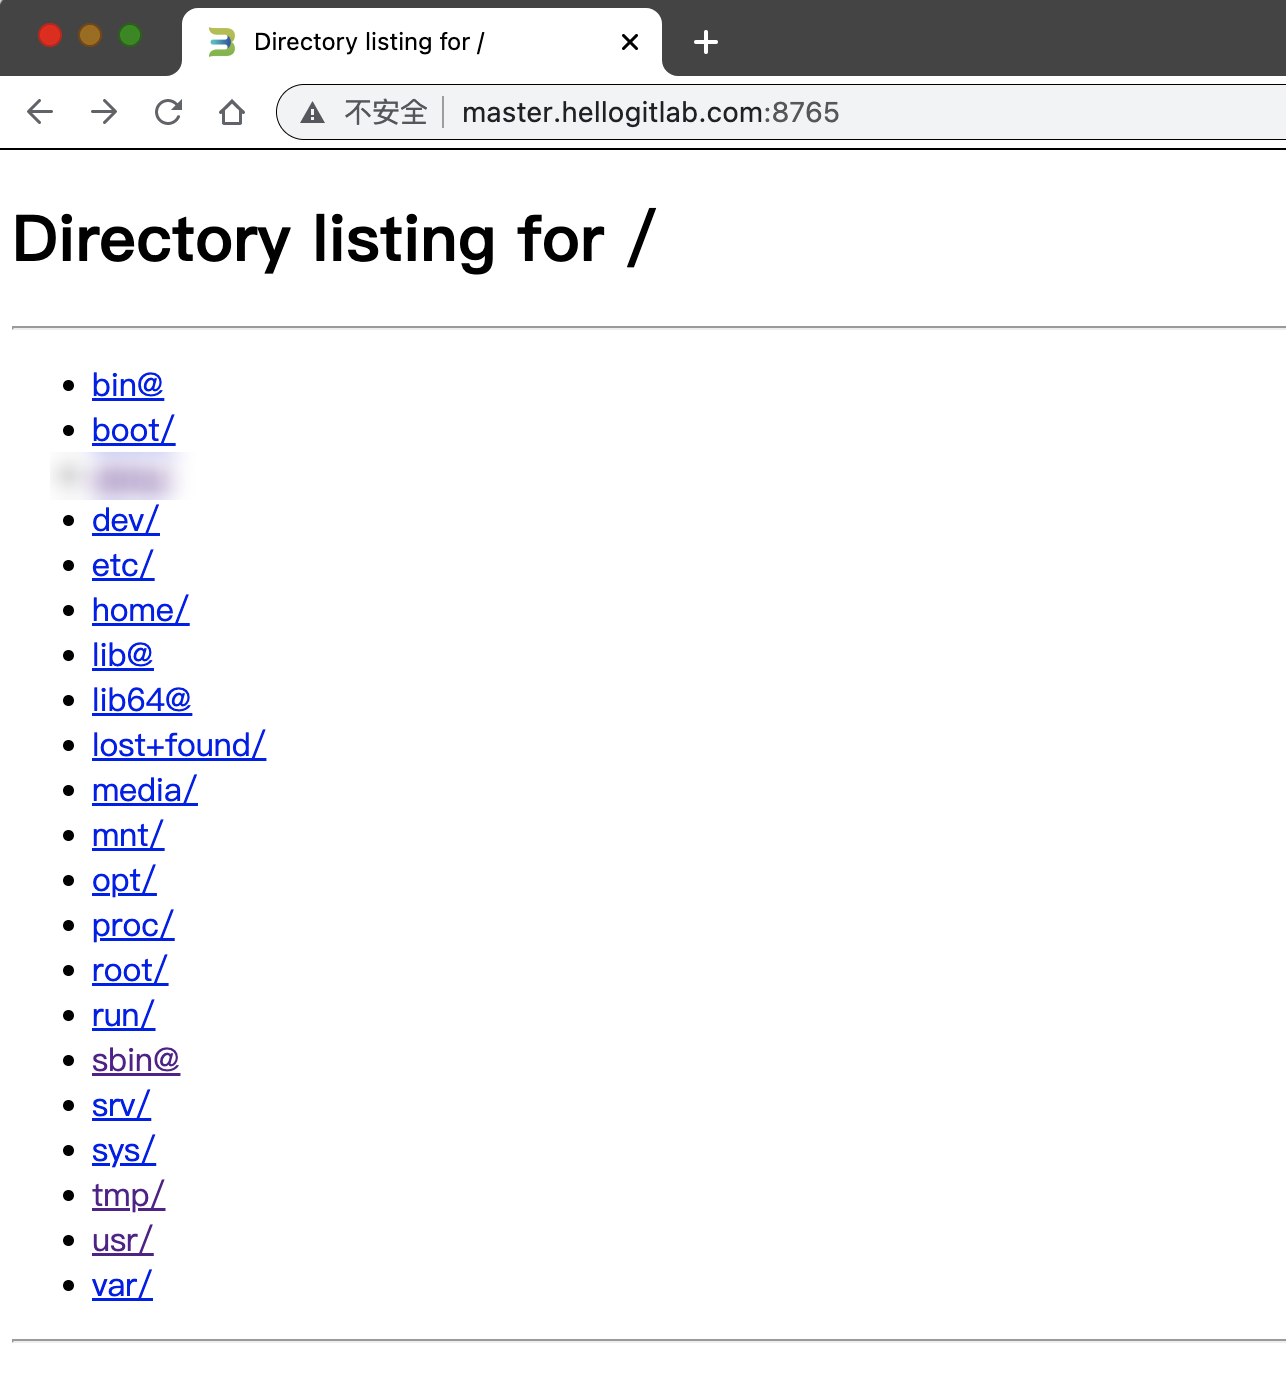 Directory listing for /
不安全 master.hellogitlab.com:8765
Directory listing for /
bin@
boot/
dev/
etc/
home/
lib@
lib64@
lost+found/
media/
mnt/
opt/
proc/
root/
run/
sbin@
srv/
sys/
tmp/
usr/
var/